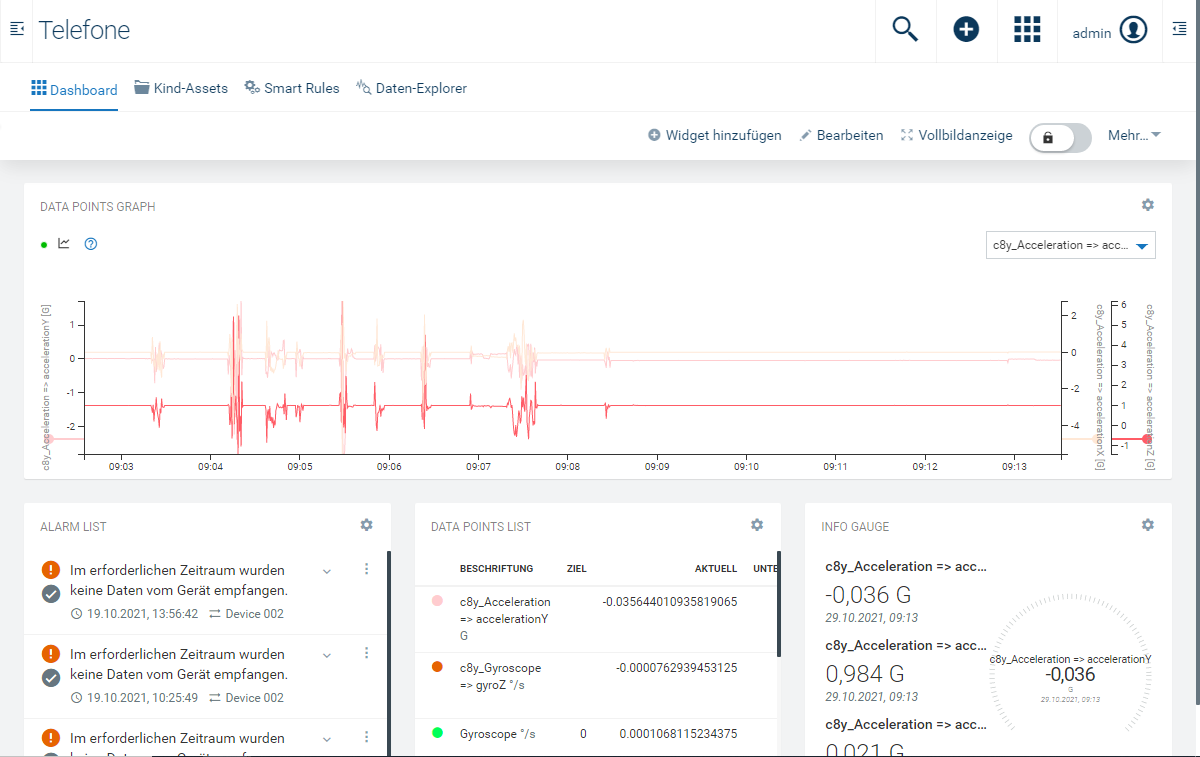 Telefone
admin
Dashboard Kind-Assets Smart Rules Daten-Explorer
Widget hinzufügen Bearbeiten Vollbildanzeige Mehr...
DATA POINTS GRAPH
c8y_Acceleration => acc...
c8y_Acceleration => accelerationY [G]
1
0
-1
-2
2
0
-2
-4
c8y_Acceleration => accelerationX [G]
6
5
4
3
2
1
0
-1
c8y_Acceleration => accelerationZ [G]
09:03 09:04 09:05 09:06 09:07 09:08 09:09 09:10 09:11 09:12 09:13
ALARM LIST
Im erforderlichen Zeitraum wurden
keine Daten vom Gerät empfangen.
19.10.2021, 13:56:42 Device 002
Im erforderlichen Zeitraum wurden
keine Daten vom Gerät empfangen.
19.10.2021, 10:25:49 Device 002
Im erforderlichen Zeitraum wurden
keine Daten vom Gerät empfangen.
DATA POINTS LIST
BESCHRIFTUNG ZIEL AKTUELL UNTE
c8y_Acceleration -0.035644010935819065
=> accelerationY
G
c8y_Gyroscope -0.0000762939453125
=> gyroZ °/s
Gyroscope °/s 0 0.0001068115234375
INFO GAUGE
c8y_Acceleration => acc...
-0,036 G
29.10.2021, 09:13
c8y_Acceleration => acc...
0,984 G
29.10.2021, 09:13
c8y_Acceleration => acc...
0,021 G
c8y_Acceleration => accelerationY
-0,036
G
29.10.2021, 09:13